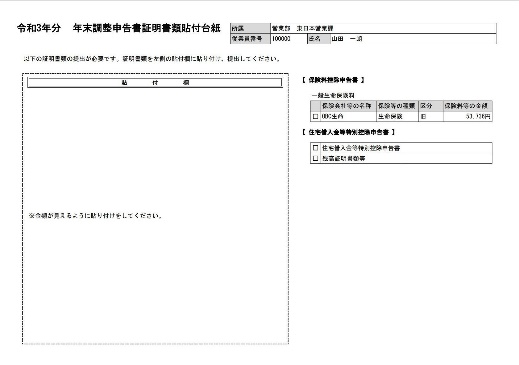 令和3年分 年末調整申告書証明書類貼付台紙
所属 営業部 東日本営業課
従業員番号 100000 氏名 山田 一郎
以下の証明書類の提出が必要です。証明書類を左側の貼付欄に貼り付け、提出してください。
貼 付 欄
※金額が見えるように貼り付けをしてください。
【 保険料控除申告書 】
一般生命保険料
保険会社等の名称 保険等の種類 区分 保険料等の金額
□ OBC生命 生命保険 旧 53,736円
【 住宅借入金等特別控除申告書 】
□ 住宅借入金等特別控除申告書
□ 残高証明書類等